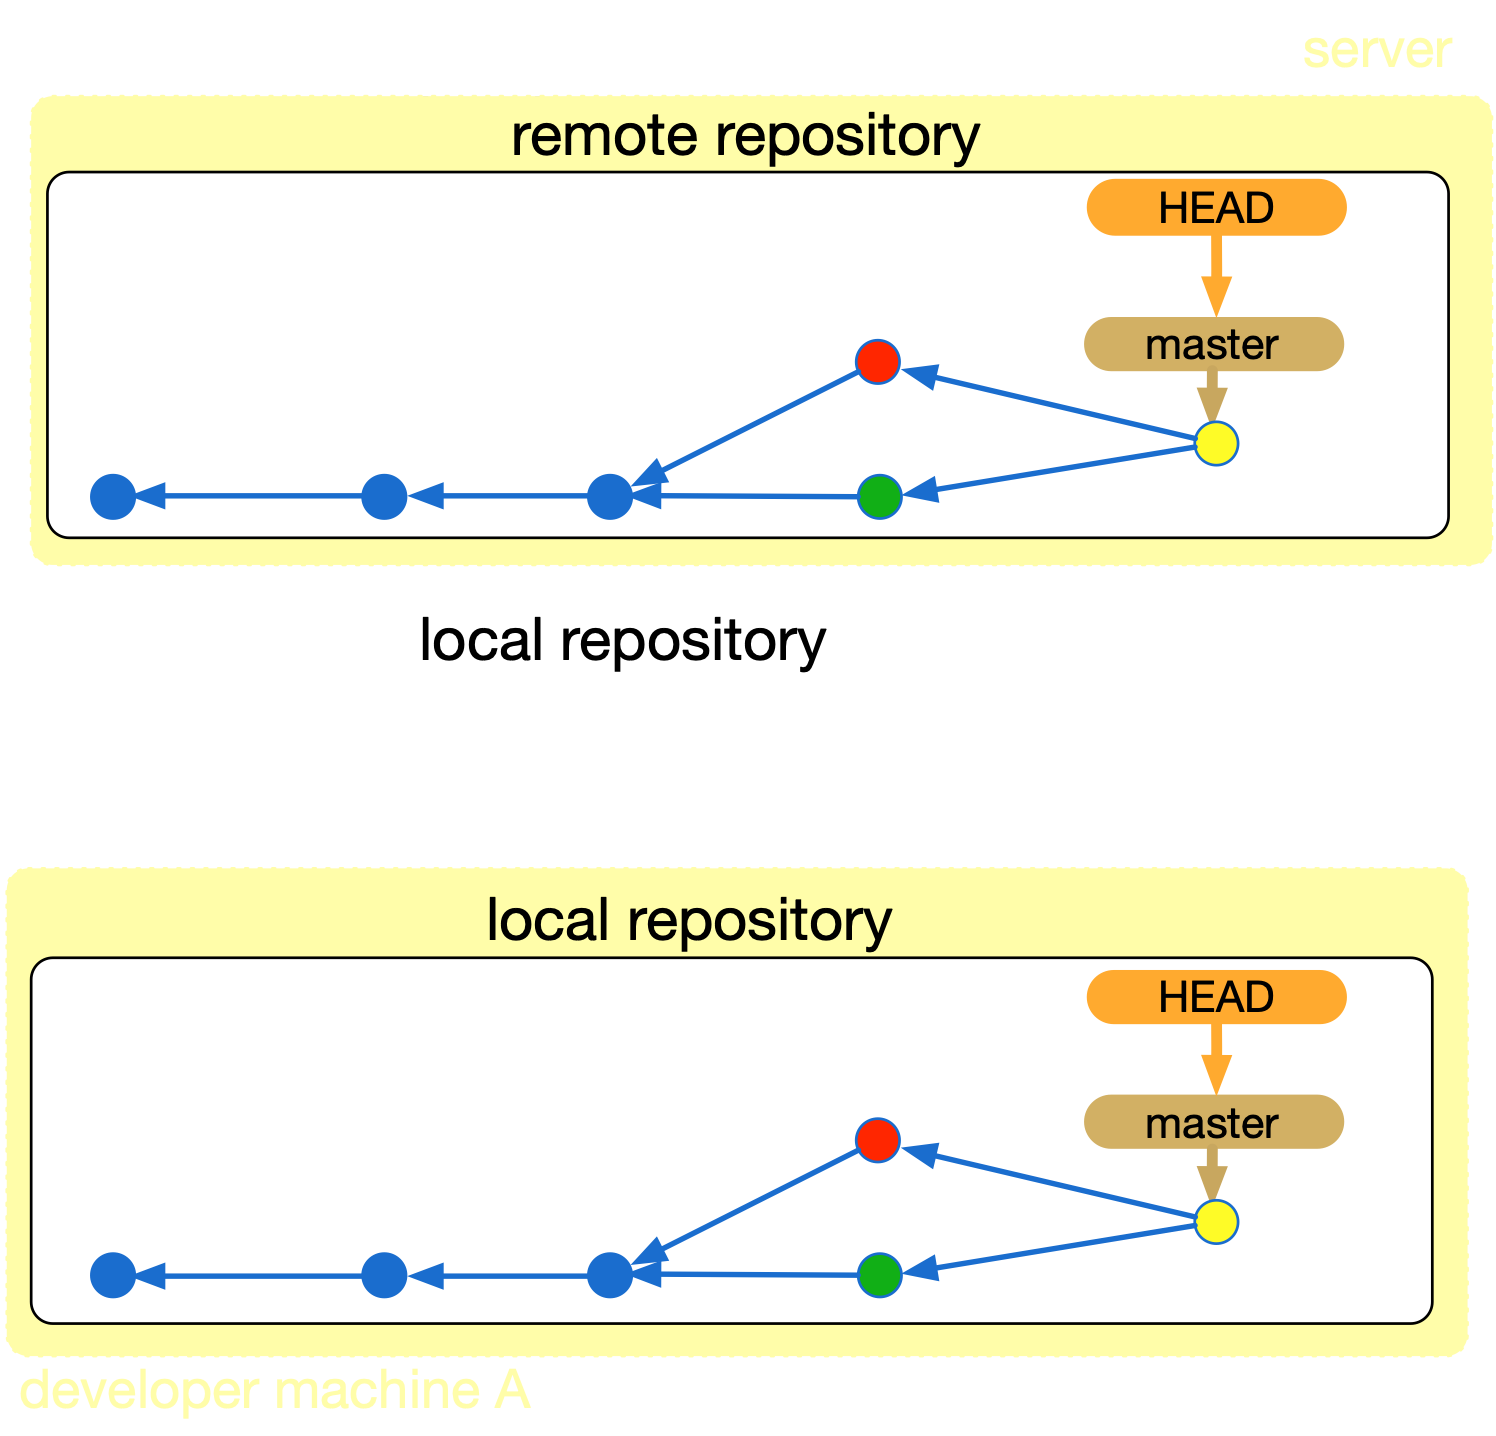 server
remote repository
HEAD
master
local repository
local repository
HEAD
master
developer machine A